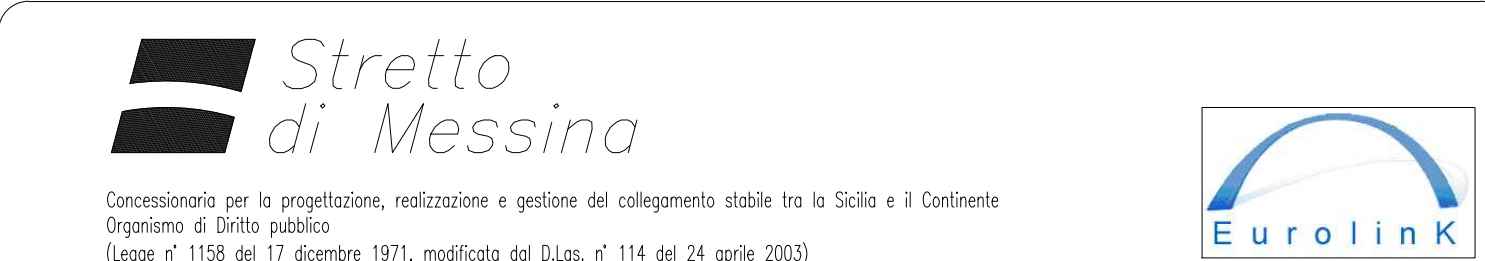 Stretto
di Messina
EurolinK
Concessionaria per la progettazione, realizzazione e gestione del collegamento stabile tra la Sicilia e il Continente
Organismo di Diritto pubblico
(Legge n° 1158 del 17 dicembre 1971, modificata dal D.Lgs. n° 114 del 24 aprile 2003)